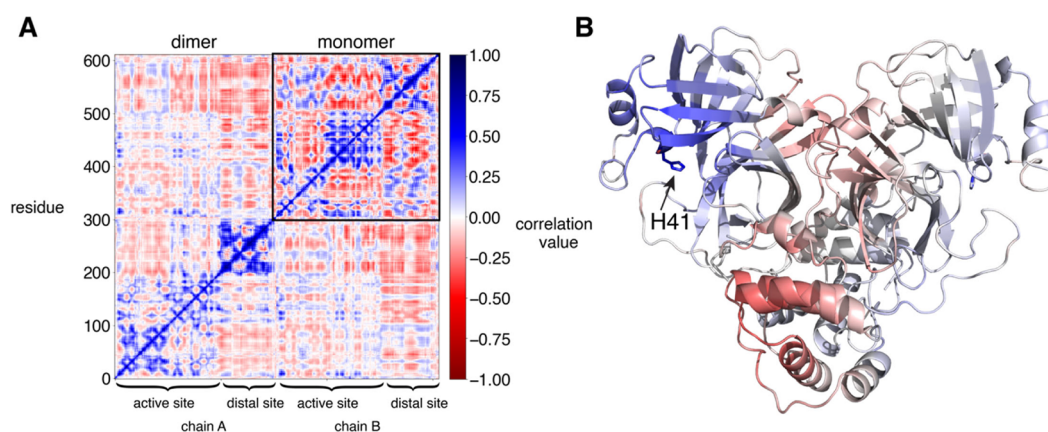 A
B
dimer
monomer
600
500
400
300
200
100
0
residue
1.00
0.75
0.50
0.25
0.00
−0.25
−0.50
−0.75
−1.00
correlation
value
H41
active site
distal site
active site
distal site
chain A
chain B